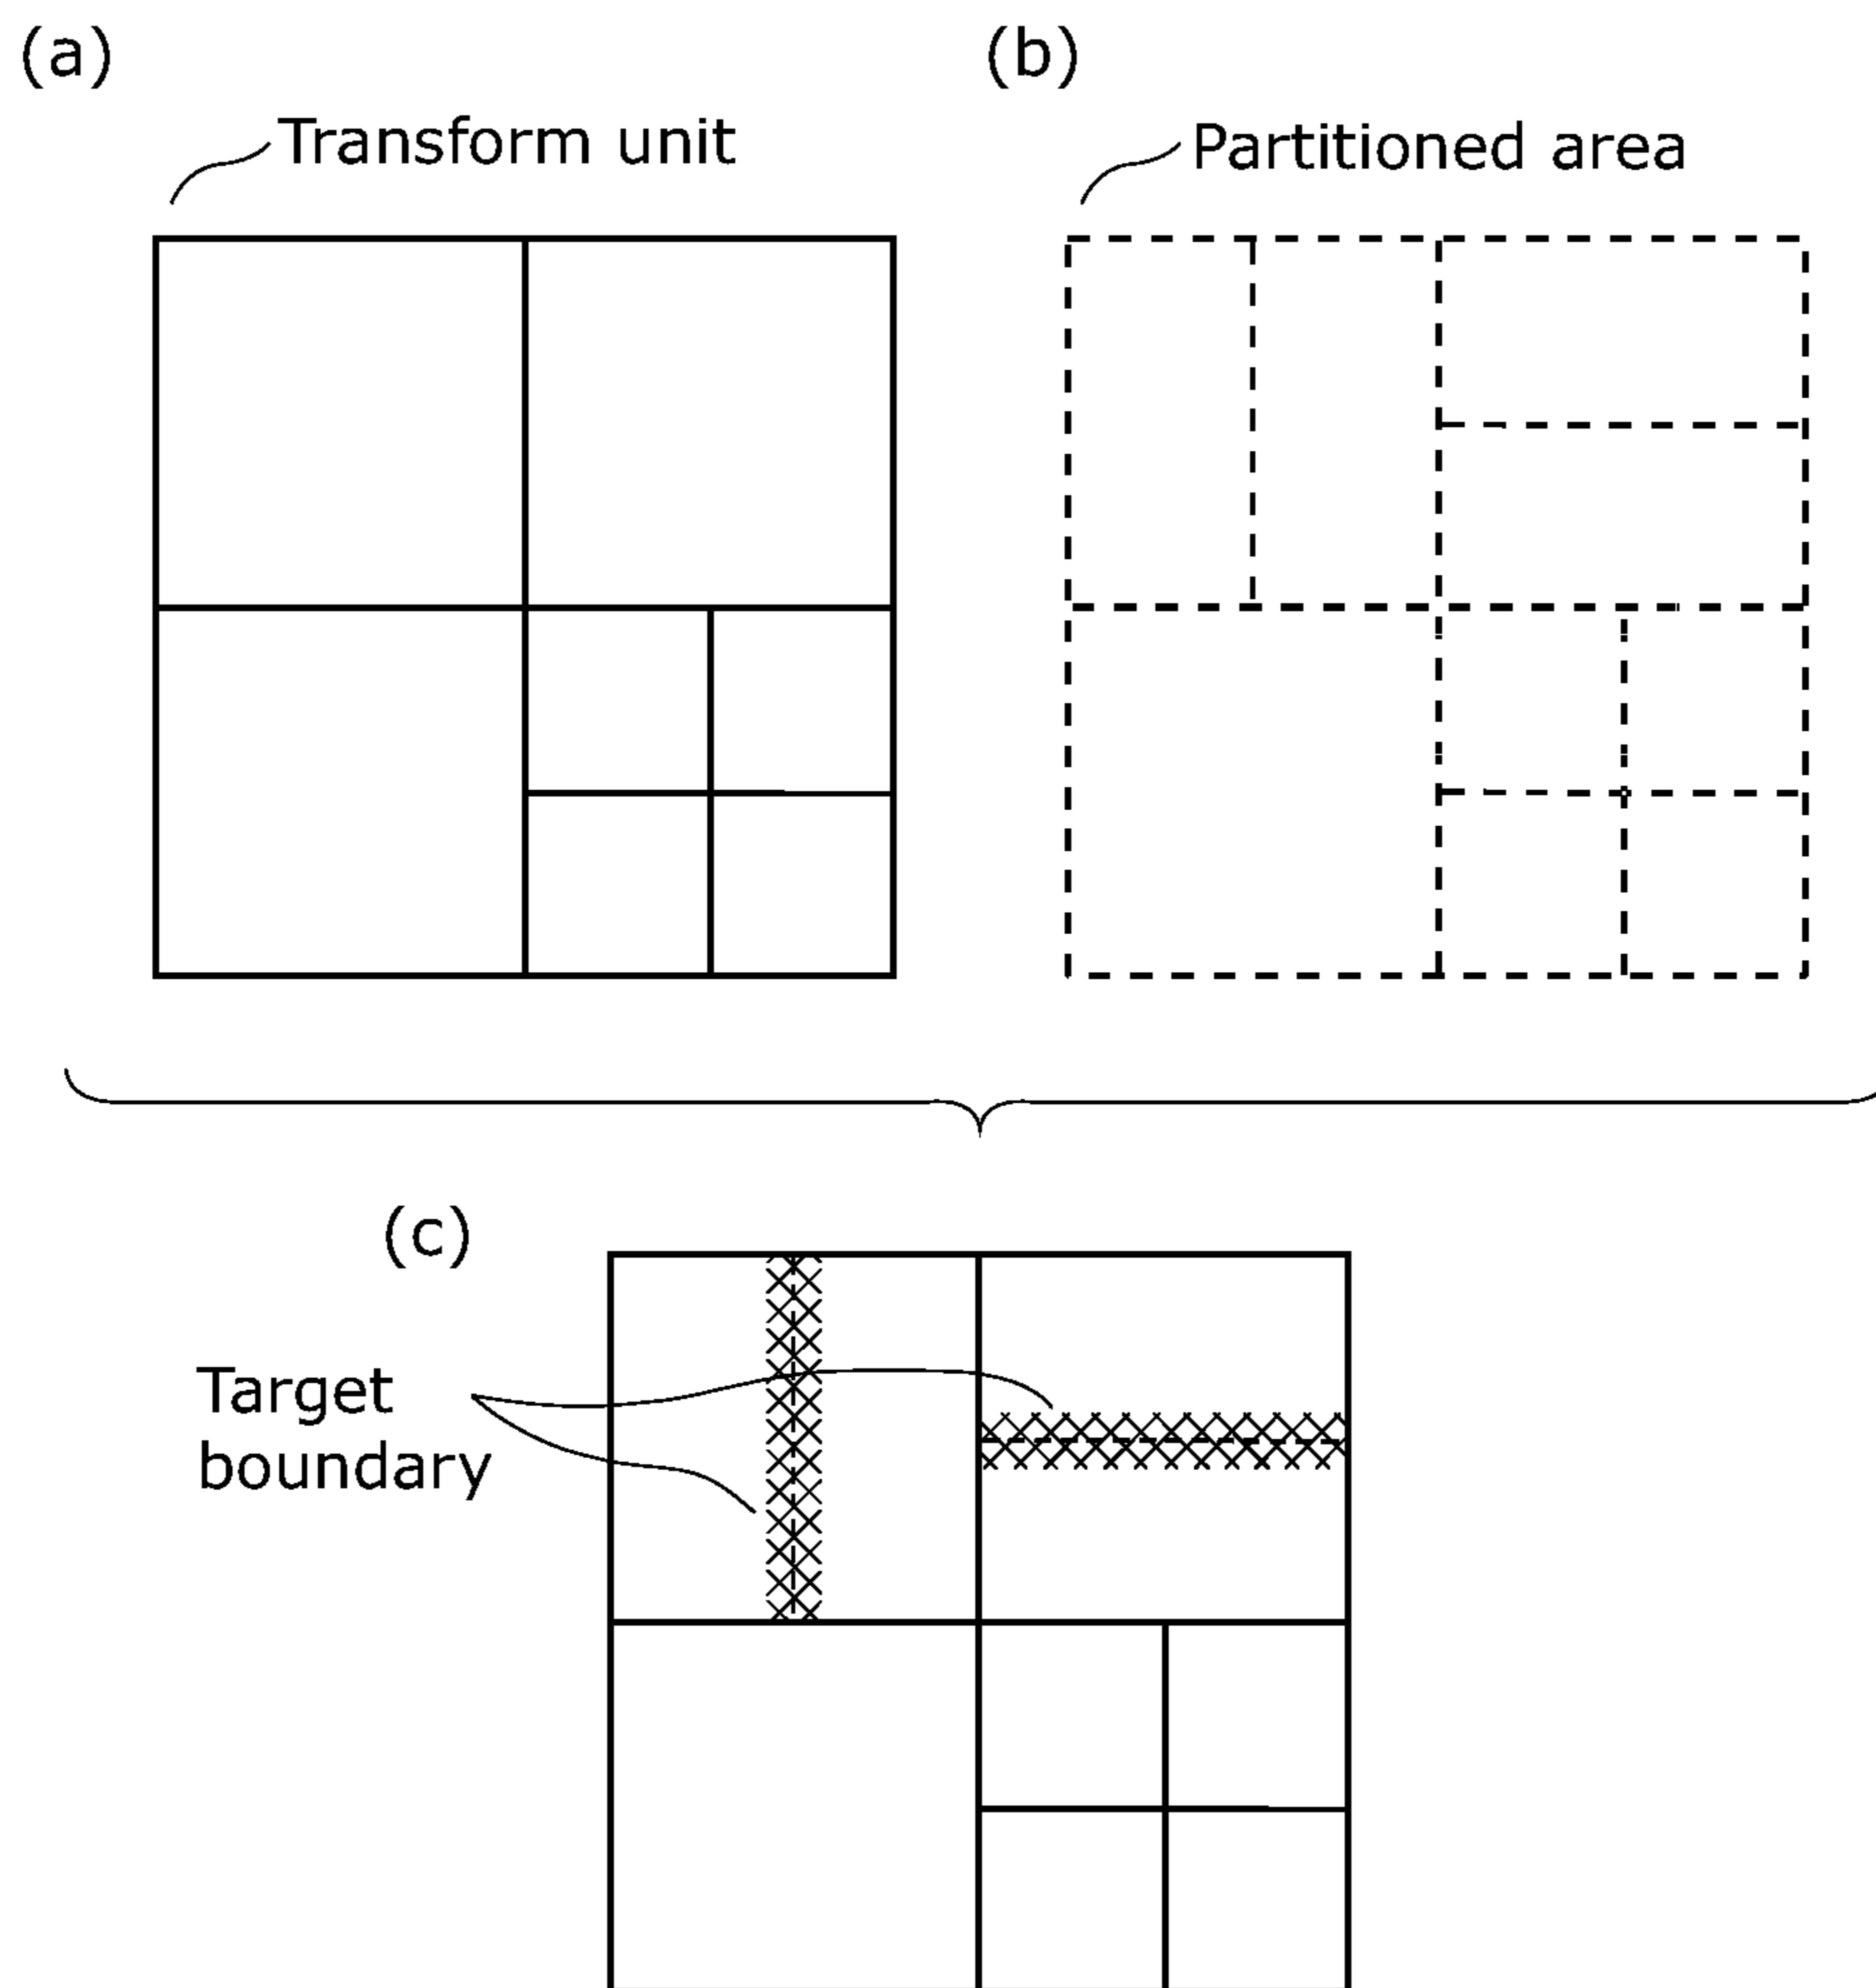 (a)
(b)
Transform unit
Partitioned area
(c)
Target
boundary